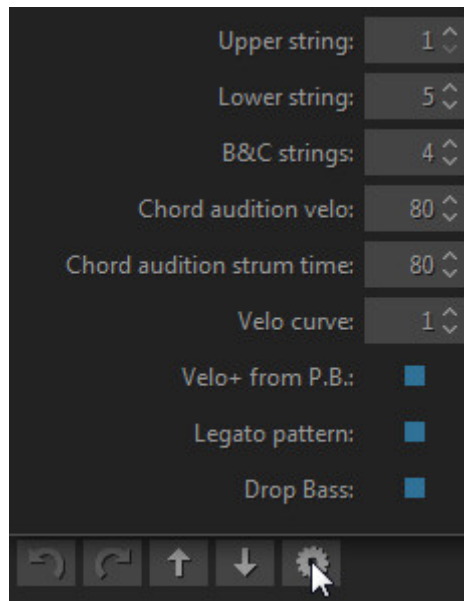 Upper string: 1
Lower string: 5
B&C strings: 4
Chord audition velo: 80
Chord audition strum time: 80
Velo curve: 1
Velo+ from P.B.:
Legato pattern:
Drop Bass: